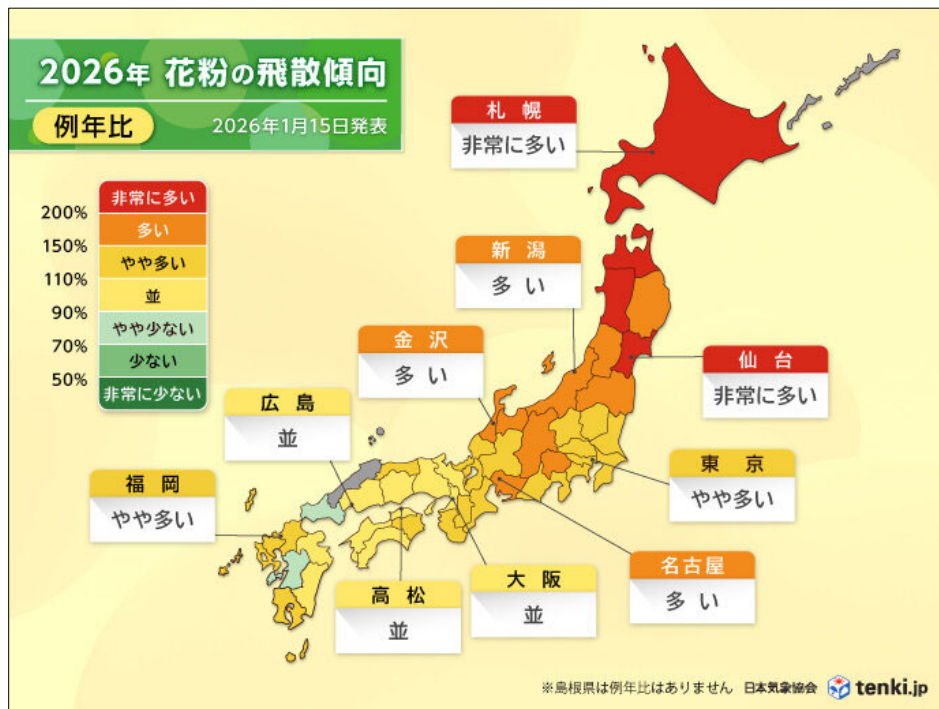 2026年 花粉の飛散傾向
例年比
2026年1月15日発表
非常に多い
200%
多い
150%
やや多い
110%
並
90%
やや少ない
70%
少ない
50%
非常に少ない
札幌
非常に多い
新潟
多い
金沢
多い
仙台
非常に多い
広島
並
東京
やや多い
福岡
やや多い
名古屋
多い
大阪
並
高松
並
※島根県は例年比はありません 日本気象協会 tenki.jp